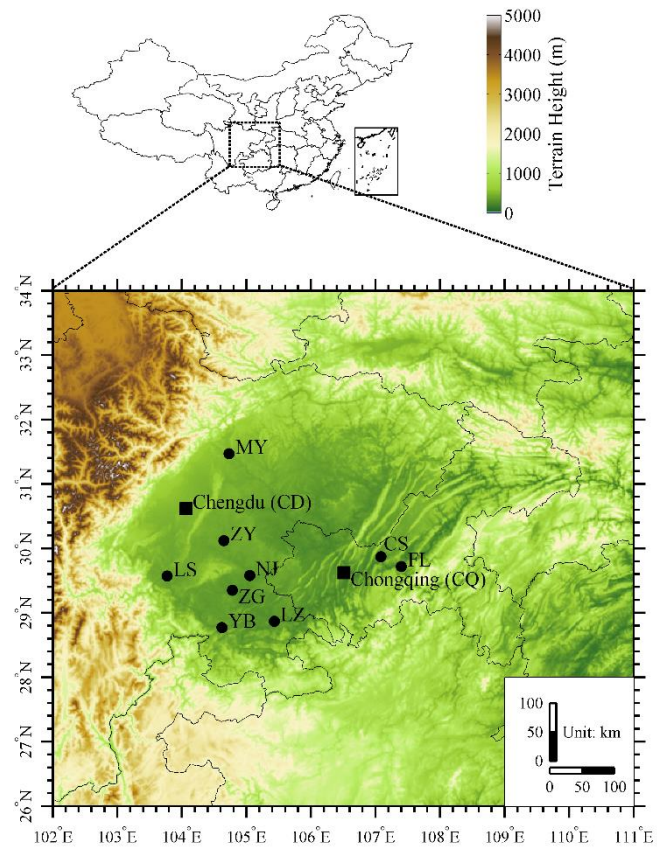 5000
4000
3000
2000
1000
0
Terrain Height (m)
34°N
33°N
32°N
31°N
30°N
29°N
28°N
27°N
26°N
MY
Chengdu (CD)
ZY
CS
LS
NJ
FL
Chongqing (CQ)
ZG
YB
LZ
100
50
0
Unit: km
0 50 100
102°E 103°E 104°E 105°E 106°E 107°E 108°E 109°E 110°E 111°E